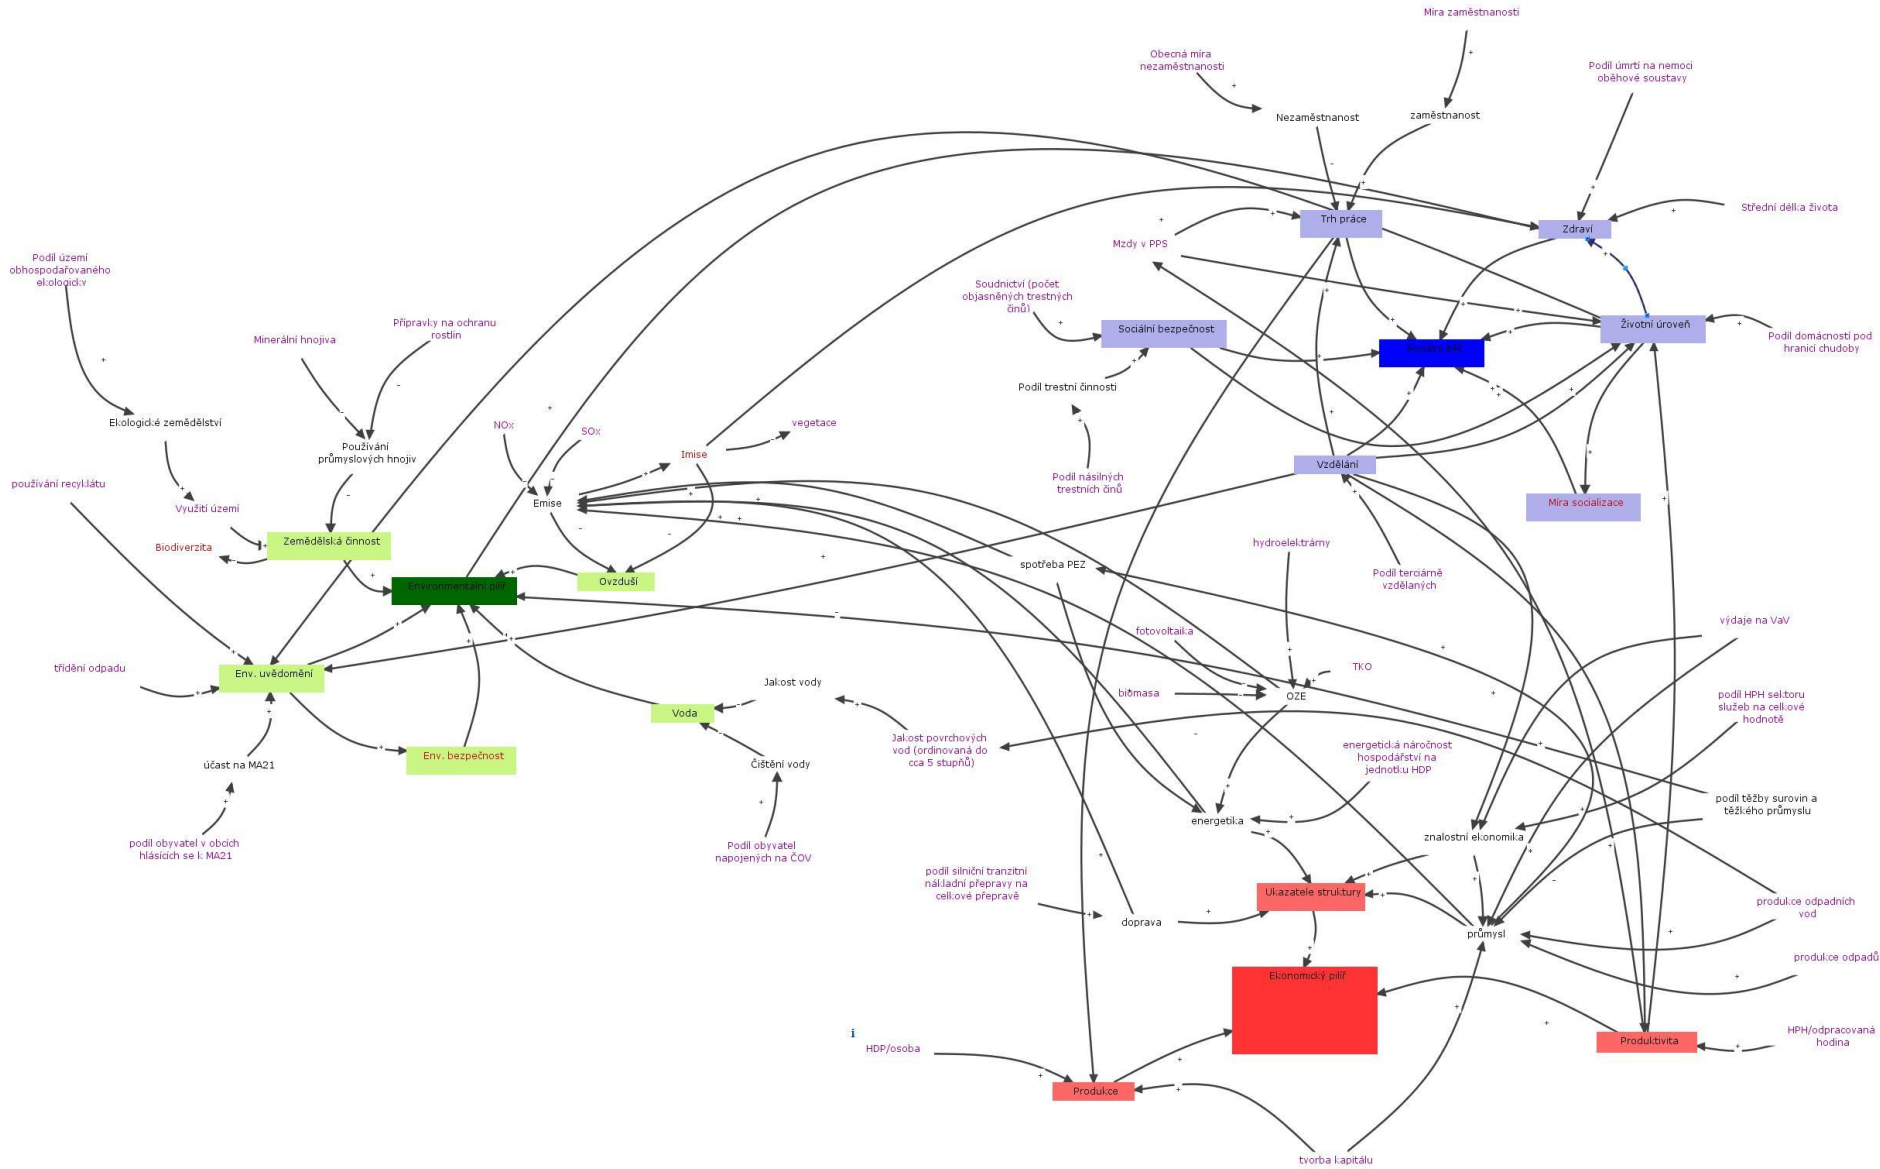 Míra zaměstnanosti
Obecná míra
nezaměstnanosti
Podíl úmrtí na nemoci
oběhové soustavy
Nezaměstnanost
zaměstnanost
Střední délka života
Trh práce
Zdraví
Mzdy v PPS
Podíl území
obhospodařovaného
ekologicky
Soudnictví (počet
objasněných trestných
činů)
Přípravky na ochranu
rostlin
Minerální hnojiva
Sociální bezpečnost
Životní úroveň
Podíl domácností pod
hranicí chudoby
Sociální pilíř
Podíl trestní činnosti
Ekologické zemědělství
NOx
SOx
vegetace
Používání
průmyslových hnojiv
Imise
Vzdělání
používání recyklátu
Podíl násilných
trestních činů
Emise
Míra socializace
Využití území
Zemědělská činnost
Biodiverzita
hydroelektrárny
spotřeba PEZ
Podíl terciárně
vzdělaných
Ovzduší
Environmentalní pilíř
výdaje na VaV
fotovoltaika
třídění odpadu
Env. uvědomění
TKO
Jakost vody
biomasa
OZE
podíl HPH sektoru
služeb na celkové
hodnotě
Voda
Jakost povrchových
vod (ordinovaná do
cca 5 stupňů)
energetická náročnost
hospodářství na
jednotku HDP
Env. bezpečnost
účast na MA21
Čištění vody
podíl těžby surovin a
těžkého průmyslu
energetika
znalostní ekonomika
podíl obyvatel v obcích
hlásících se k MA21
Podíl obyvatel
napojených na ČOV
podíl silniční tranzitní
nákladní přepravy na
celkové přepravě
Ukazatele struktury
produkce odpadních
vod
doprava
průmysl
produkce odpadů
Ekonomický pilíř
HPH/odpracovaná
hodina
Produktivita
i
HDP/osoba
Produkce
tvorba kapitálu